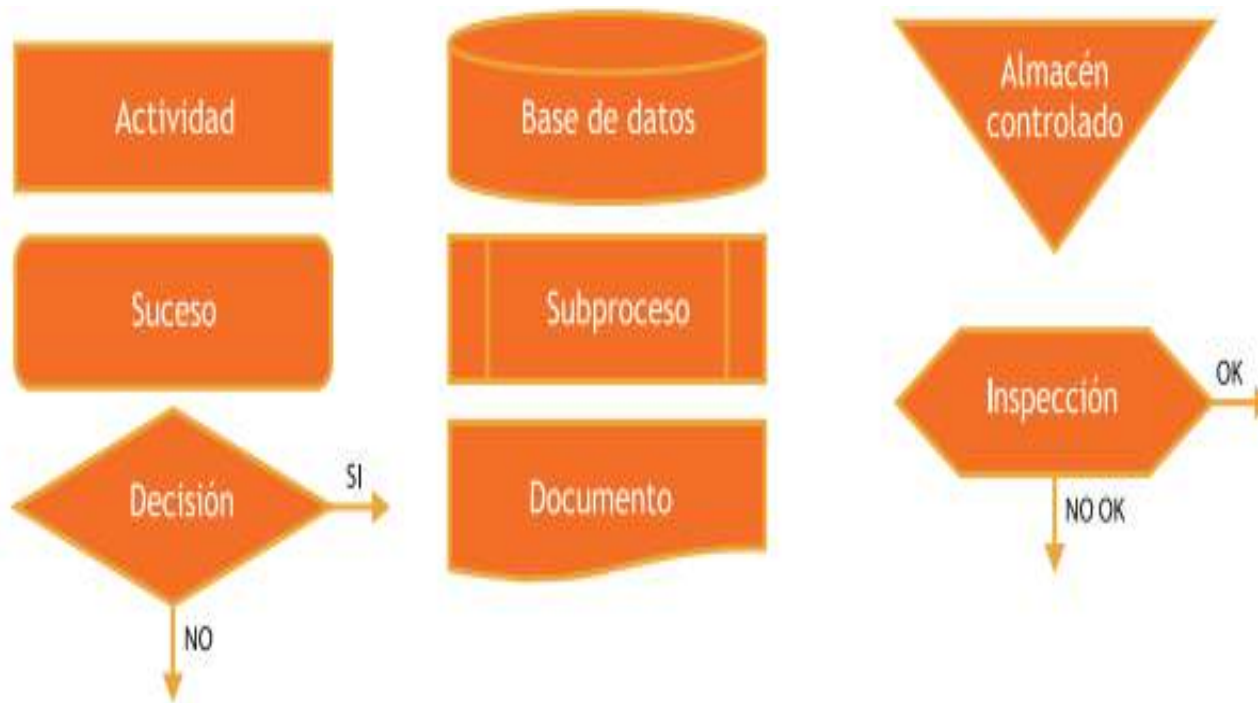 Actividad
Suceso
Decisión
SI
NO
Base de datos
Subproceso
Documento
Almacén
controlado
Inspección
OK
NO OK